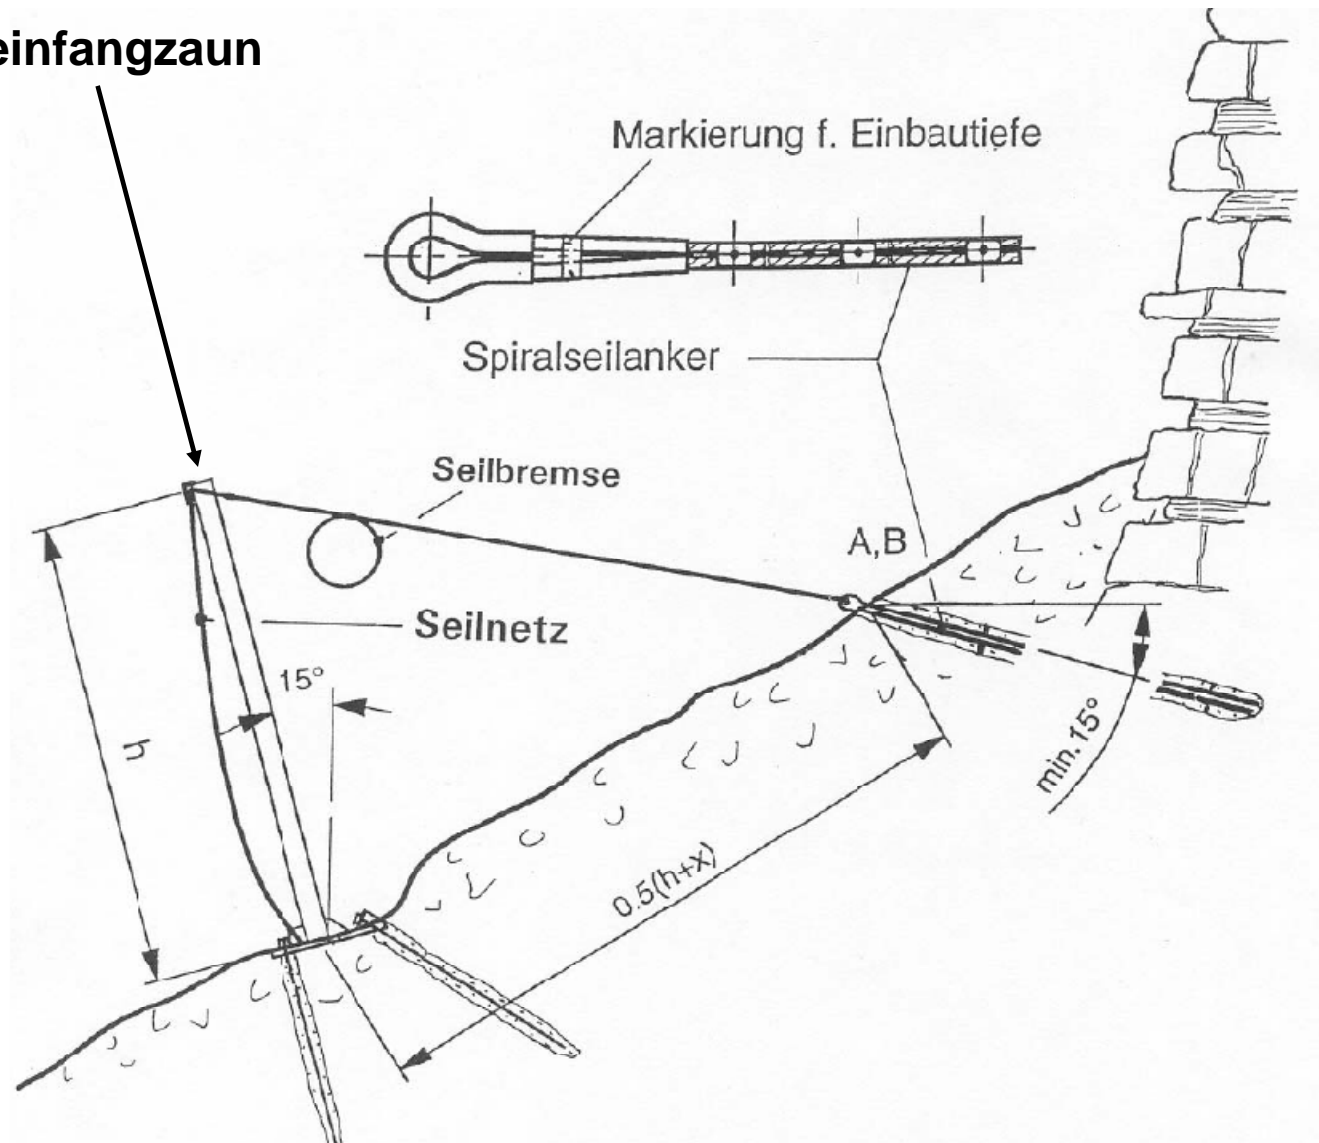 einfangzaun
Markierung f. Einbautiefe
Spiralseilanker
Seilbremse
A,B
Seilnetz
15°
h
min. 15°
0.5(h+x)